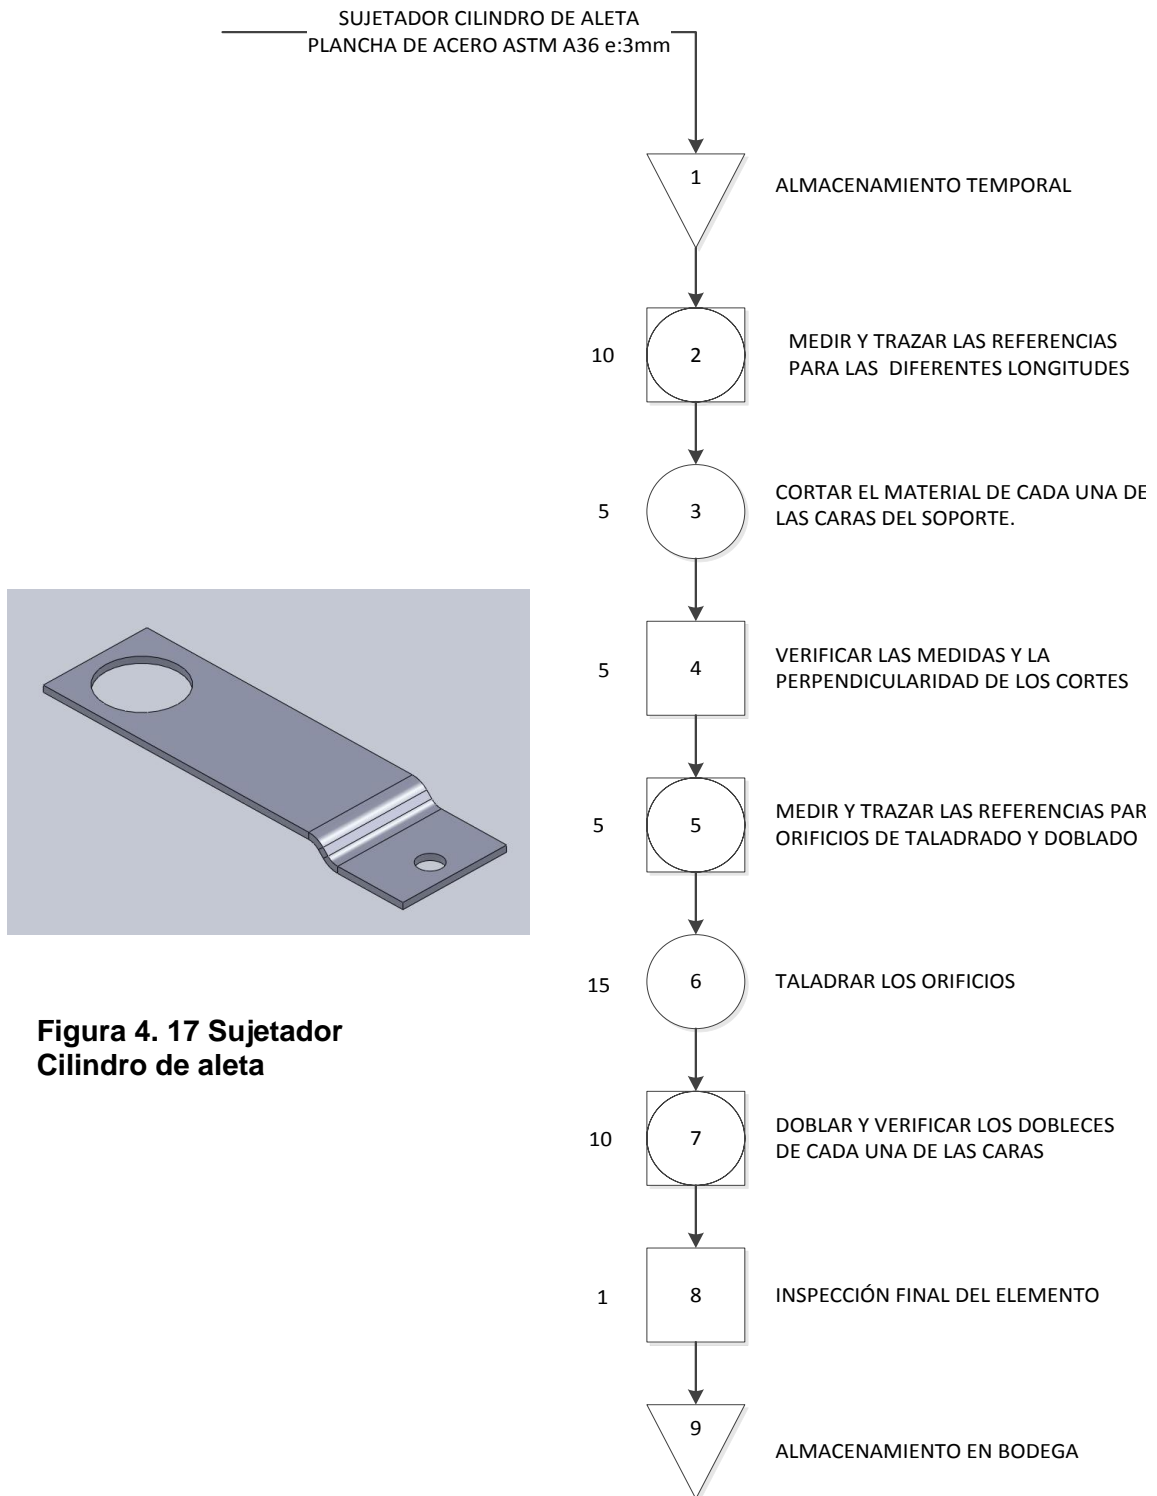 SUJETADOR CILINDRO DE ALETA
PLANCHA DE ACERO ASTM A36 e:3mm
1
ALMACENAMIENTO TEMPORAL
10
2
MEDIR Y TRAZAR LAS REFERENCIAS
PARA LAS DIFERENTES LONGITUDES
5
3
CORTAR EL MATERIAL DE CADA UNA DE
LAS CARAS DEL SOPORTE.
5
4
VERIFICAR LAS MEDIDAS Y LA
PERPENDICULARIDAD DE LOS CORTES
5
5
MEDIR Y TRAZAR LAS REFERENCIAS PAR
ORIFICIOS DE TALADRADO Y DOBLADO
15
6
TALADRAR LOS ORIFICIOS
Figura 4. 17 Sujetador
Cilindro de aleta
10
7
DOBLAR Y VERIFICAR LOS DOBLECES
DE CADA UNA DE LAS CARAS
1
8
INSPECCIÓN FINAL DEL ELEMENTO
9
ALMACENAMIENTO EN BODEGA